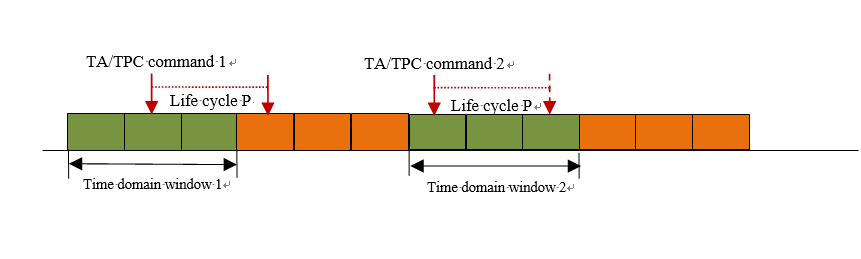 TA/TPC command 1
TA/TPC command 2
Life cycle P
Life cycle P
Time domain window 1
Time domain window 2